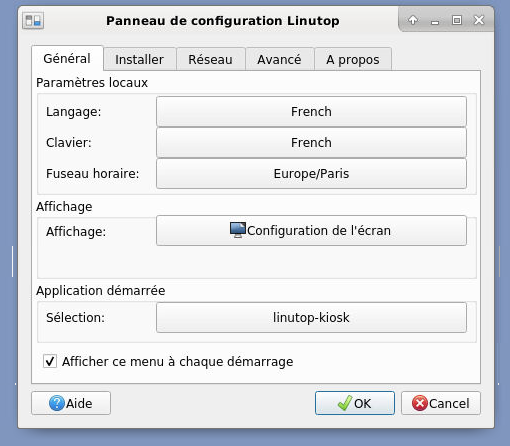 Panneau de configuration Linutop
Général Installer Réseau Avancé A propos
Paramètres locaux
Langage: French
Clavier: French
Fuseau horaire: Europe/Paris
Affichage
Affichage: Configuration de l'écran
Application démarrée
Sélection: linutop-kiosk
Afficher ce menu à chaque démarrage
Aide OK Cancel